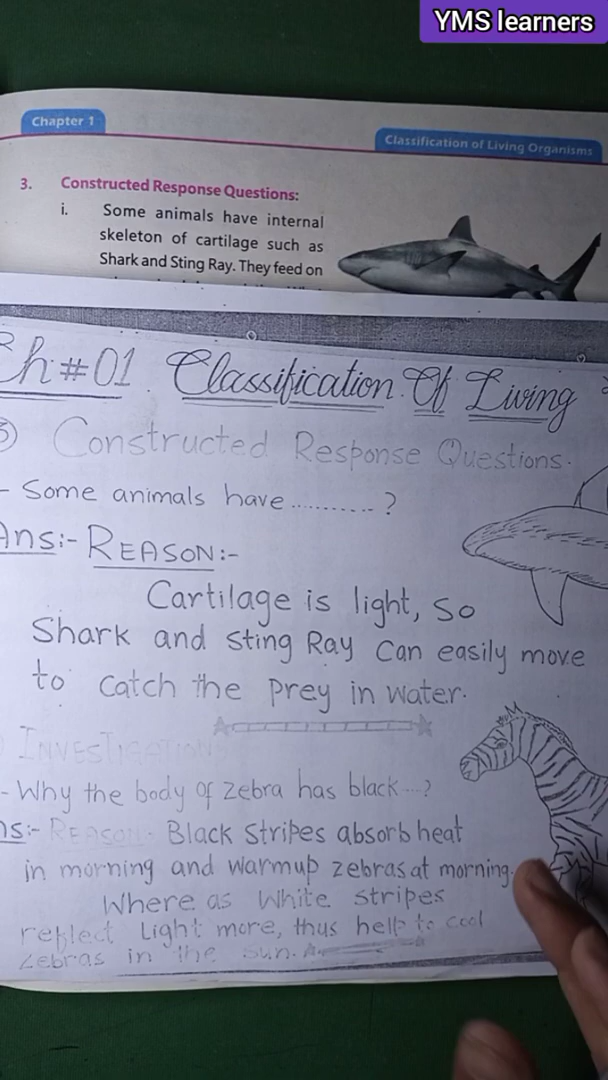 YMS learners
Chapter 1
Classification of Living Organisms
3. Constructed Response Questions:
i. Some animals have internal
skeleton of cartilage such as
Shark and Sting Ray. They feed on
Ch#01 Classification Of Living
3) Constructed Response Questions.
- Some animals have ..........?
Ans:- REASON:-
Cartilage is light, so
Shark and Sting Ray can easily move
to catch the prey in water.
INVESTIGATION
- Why the body of zebra has black...?
ns:- REASON- Black Stripes absorb heat
in morning and warmup zebras at morning.
Where as White stripes
reflect Light more, thus help to cool
zebras in the sun.